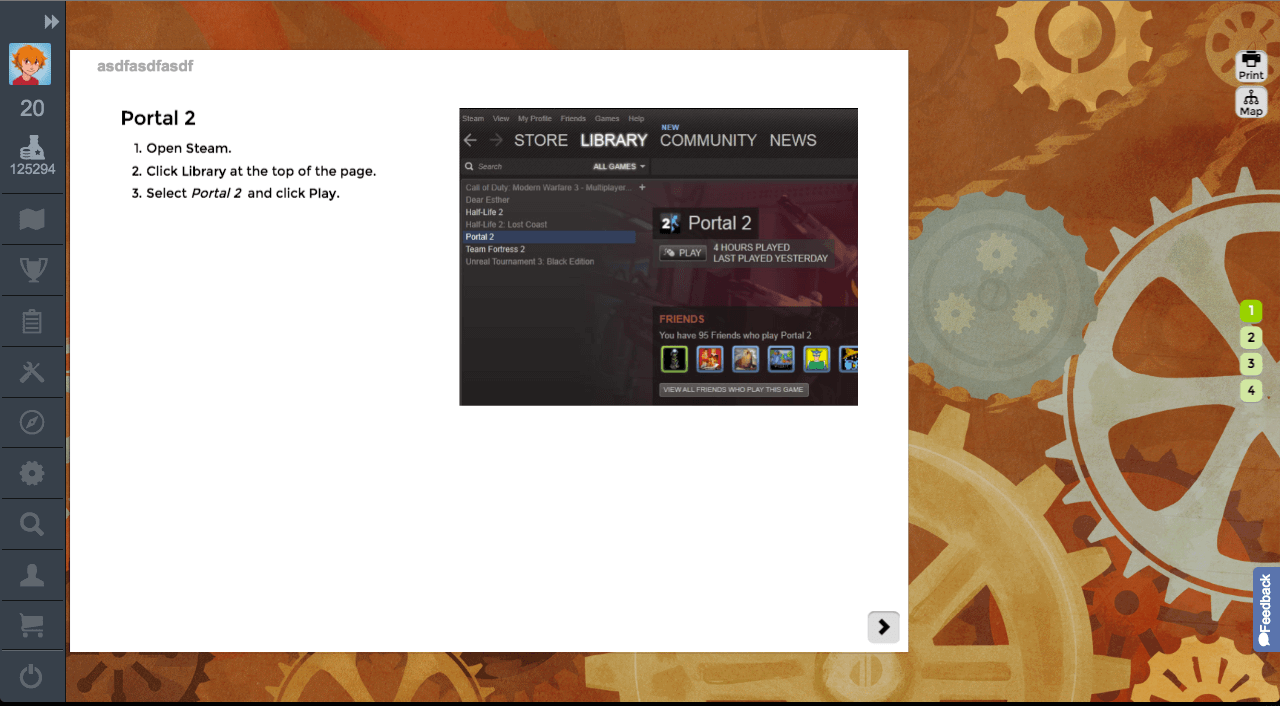 asdfasdfasdf
20
125294
Portal 2
1. Open Steam.
2. Click Library at the top of the page.
3. Select Portal 2 and click Play.
Steam View My Profile Friends Games Help
NEW
STORE LIBRARY COMMUNITY NEWS
Search ALL GAMES
Call of Duty: Modern Warfare 3 - Multiplayer...
Dear Esther
Half-Life 2
Half-Life 2: Lost Coast
Portal 2
Team Fortress 2
Unreal Tournament 3: Black Edition
2 Portal 2
PLAY
4 HOURS PLAYED
LAST PLAYED YESTERDAY
FRIENDS
You have 95 Friends who play Portal 2
VIEW ALL FRIENDS WHO PLAY THIS GAME
Print
Map
1
2
3
4
Feedback